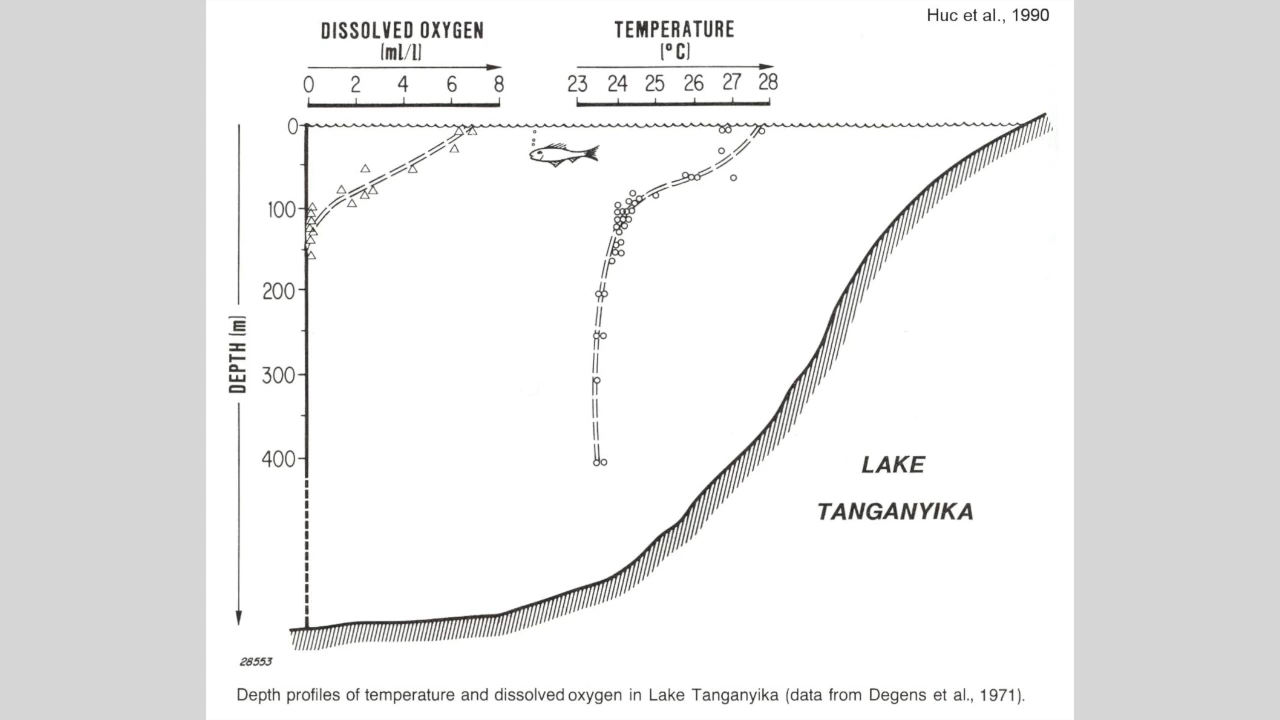 Huc et al., 1990
DISSOLVED OXYGEN
(ml/l)
TEMPERATURE
(°C)
0 2 4 6 8
23 24 25 26 27 28
0
100
200
300
400
DEPTH (m)
LAKE
TANGANYIKA
28553
Depth profiles of temperature and dissolved oxygen in Lake Tanganyika (data from Degens et al., 1971).